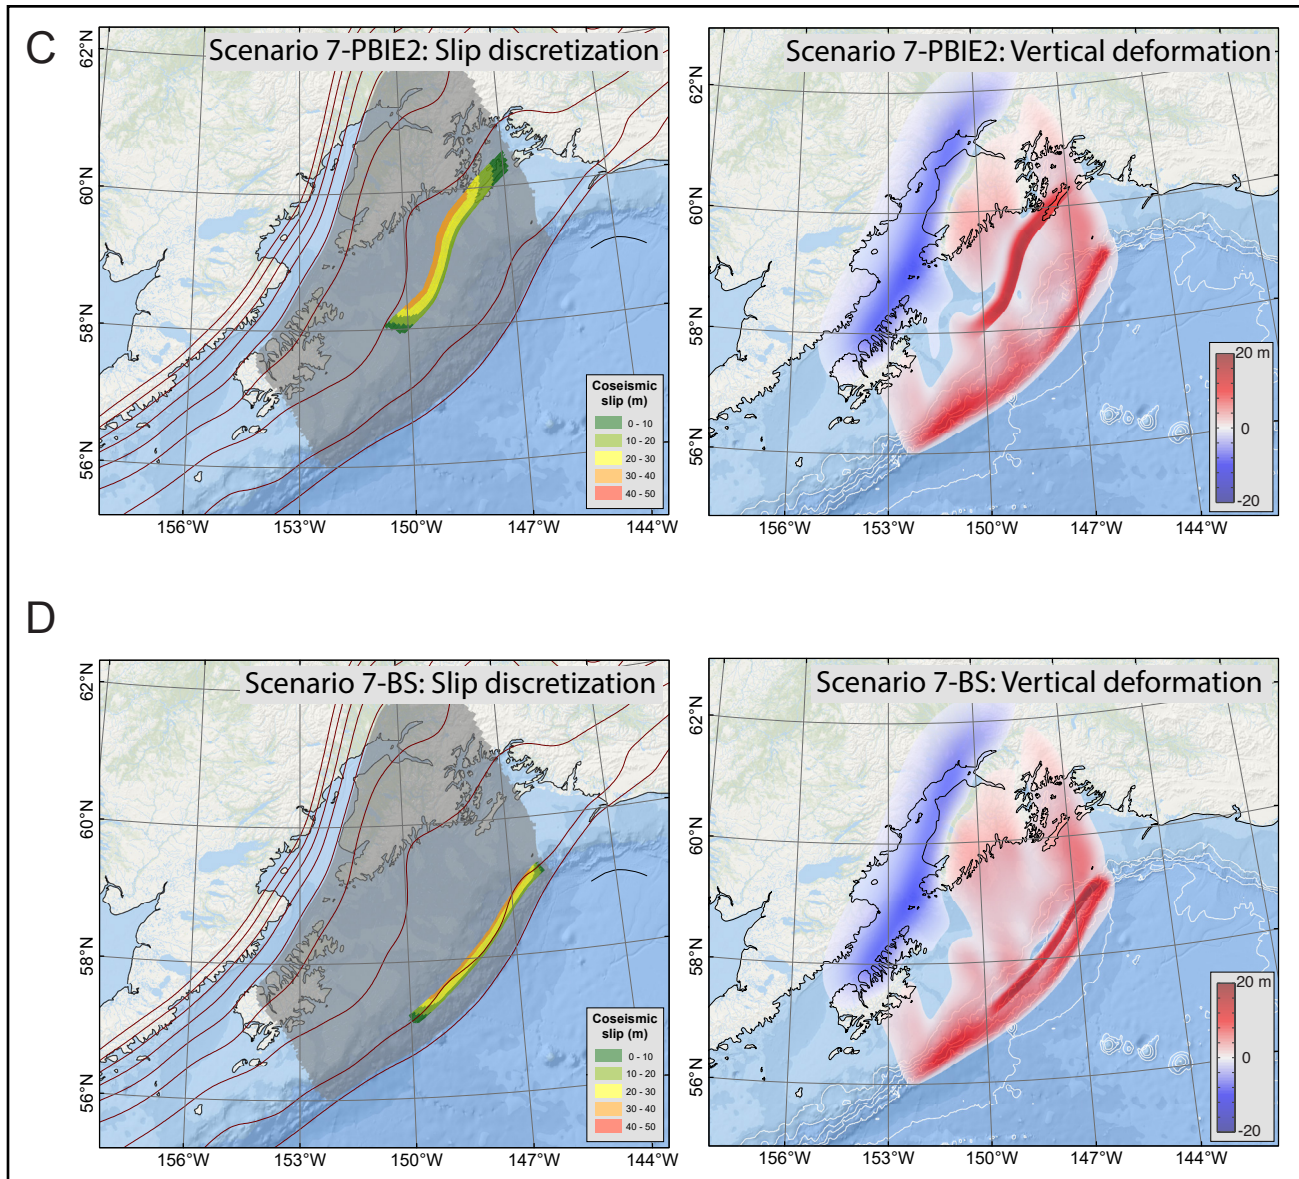 C
Scenario 7-PBIE2: Slip discretization
62°N
60°N
58°N
56°N
156°W
153°W
150°W
147°W
144°W
Coseismic
slip (m)
0 - 10
10 - 20
20 - 30
30 - 40
40 - 50
Scenario 7-PBIE2: Vertical deformation
62°N
60°N
58°N
56°N
156°W
153°W
150°W
147°W
144°W
20 m
0
-20
D
Scenario 7-BS: Slip discretization
62°N
60°N
58°N
56°N
156°W
153°W
150°W
147°W
144°W
Coseismic
slip (m)
0 - 10
10 - 20
20 - 30
30 - 40
40 - 50
Scenario 7-BS: Vertical deformation
62°N
60°N
58°N
56°N
156°W
153°W
150°W
147°W
144°W
20 m
0
-20